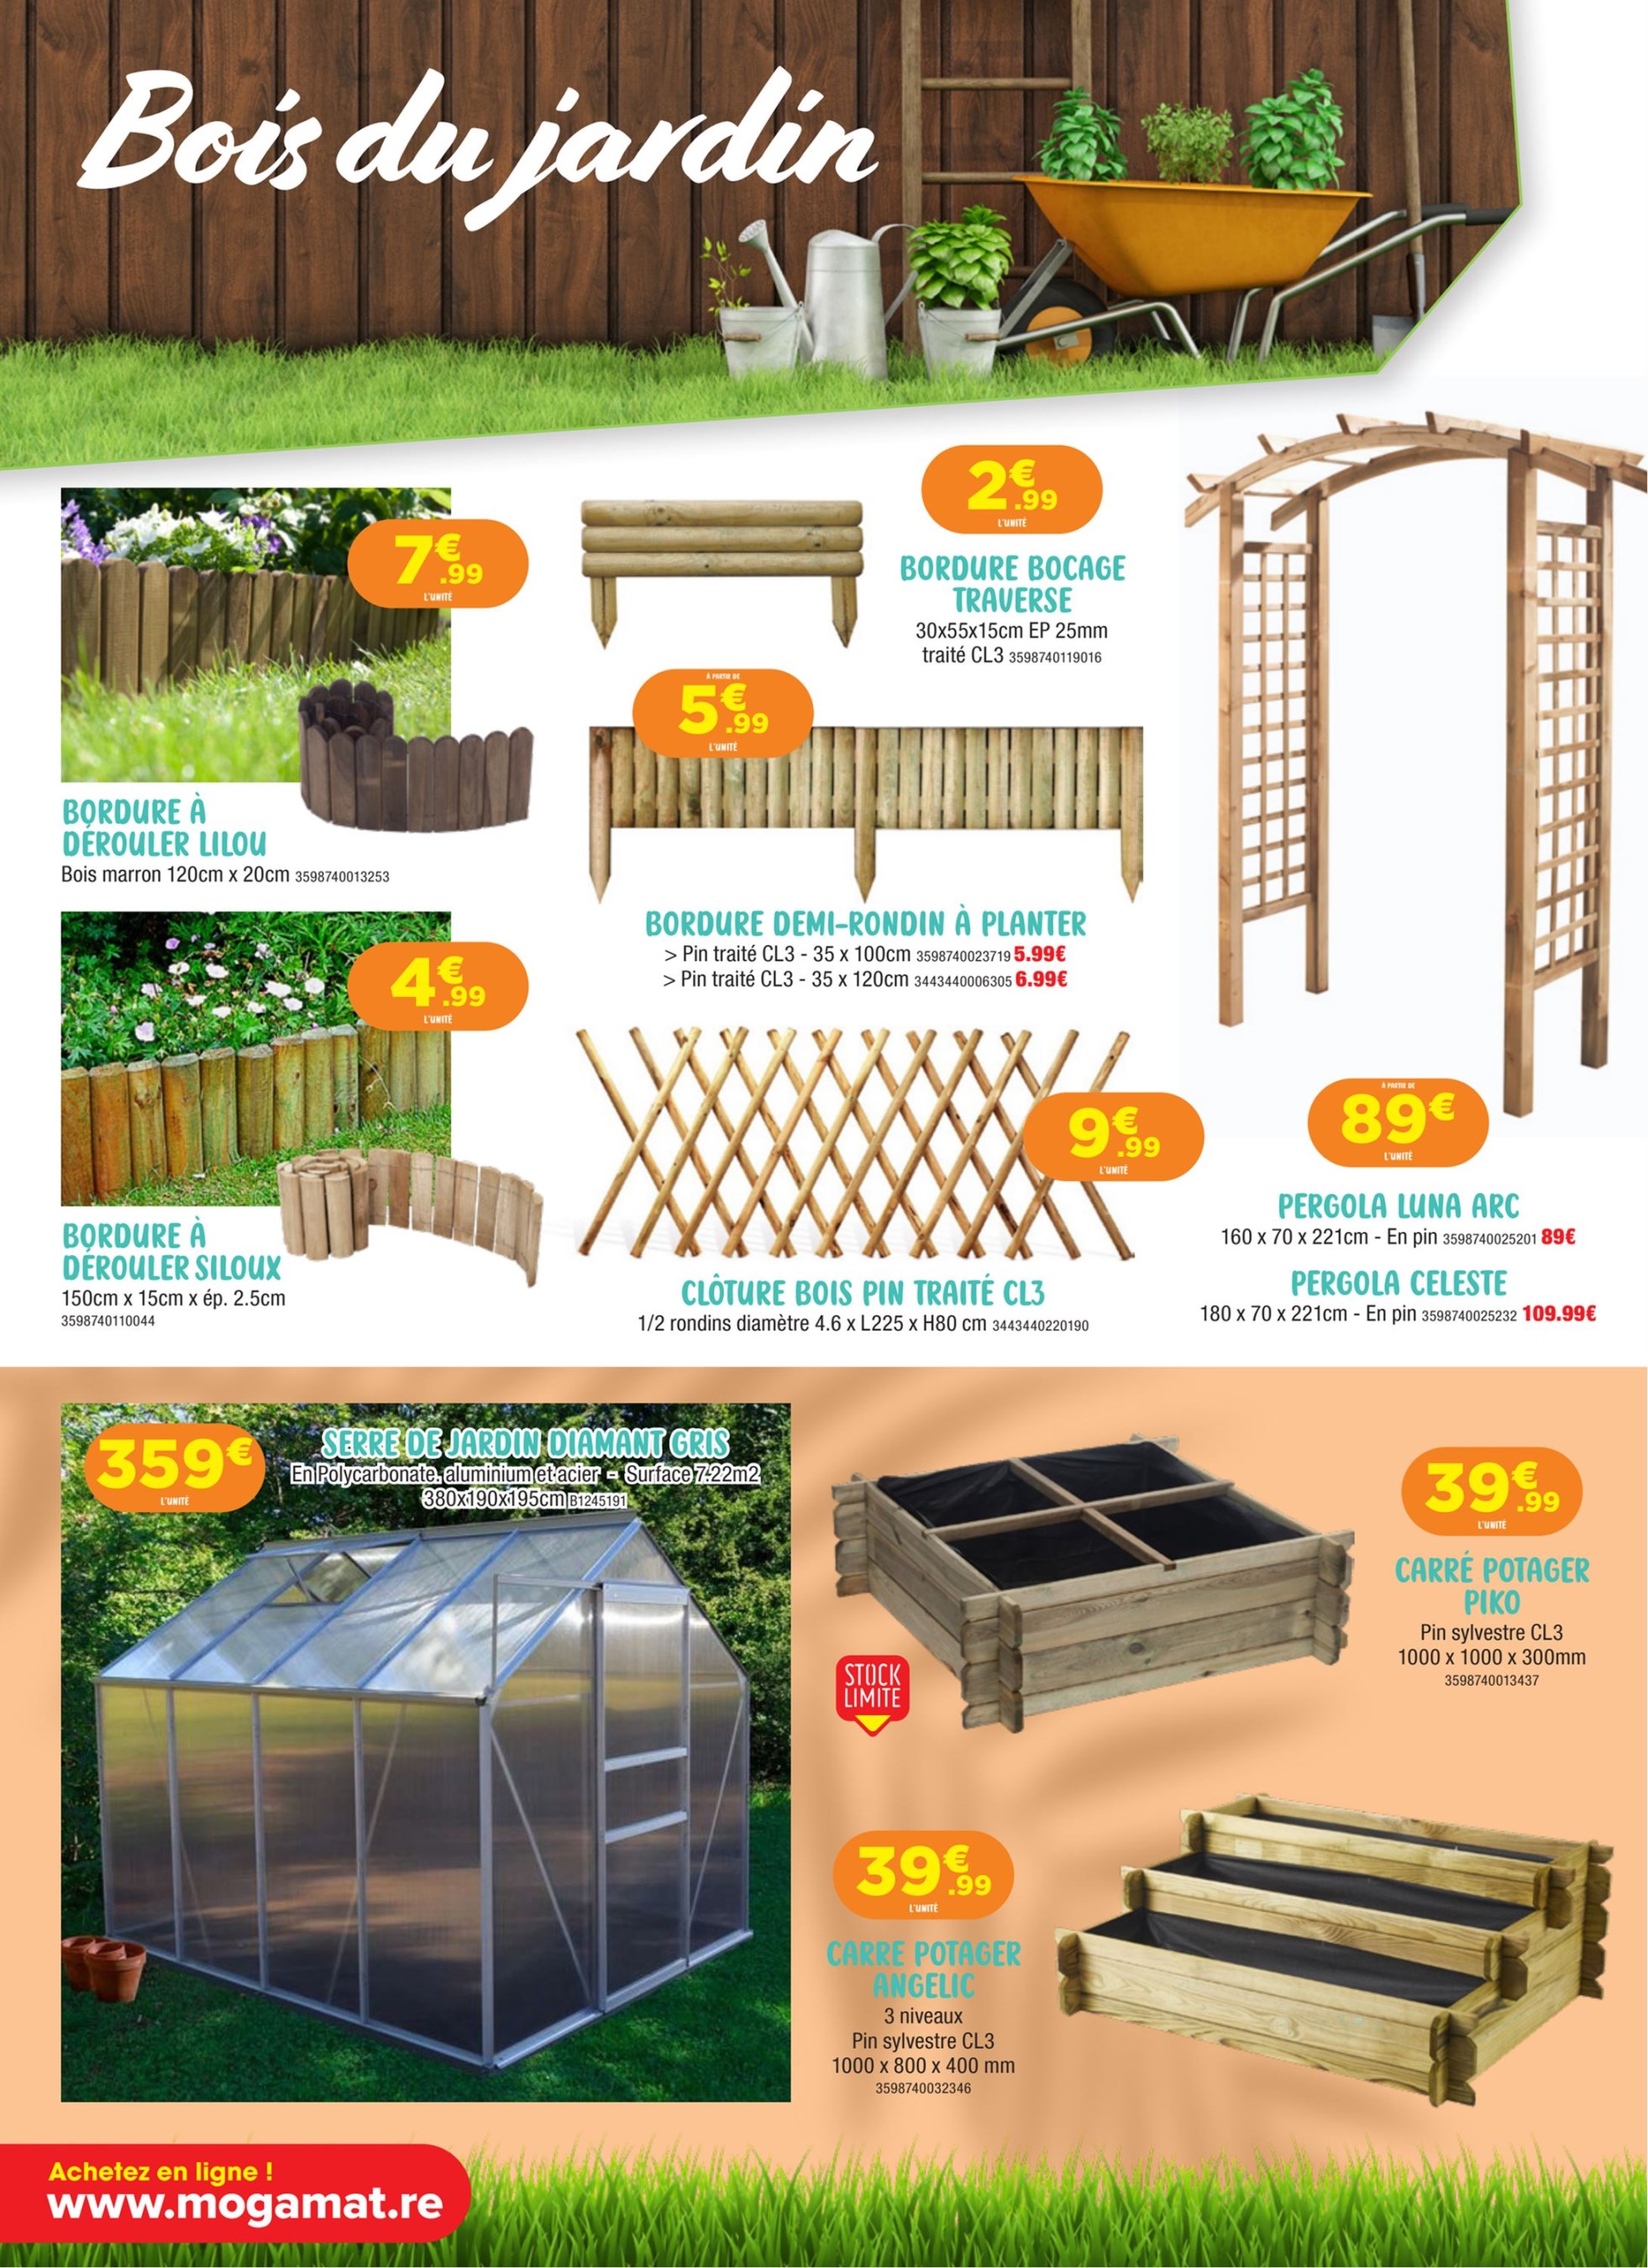 Bois du jardin
7€.99
L'UNITÉ
BORDURE À
DÉROULER LILOU
Bois marron 120cm x 20cm 3598740013253
4€.99
L'UNITÉ
BORDURE À
DÉROULER SILOUX
150cm x 15cm x ép. 2.5cm
3598740110044
2€.99
L'UNITÉ
BORDURE BOCAGE
TRAVERSE
30x55x15cm EP 25mm
traité CL3 3598740119016
À PARTIR DE
5€.99
L'UNITÉ
BORDURE DEMI-RONDIN À PLANTER
> Pin traité CL3 - 35 x 100cm 3598740023719 5.99€
> Pin traité CL3 - 35 x 120cm 3443440006305 6.99€
9€.99
L'UNITÉ
CLÔTURE BOIS PIN TRAITÉ CL3
1/2 rondins diamètre 4.6 x L225 x H80 cm 3443440220190
À PARTIR DE
89€
L'UNITÉ
PERGOLA LUNA ARC
160 x 70 x 221cm - En pin 3598740025201 89€
PERGOLA CELESTE
180 x 70 x 221cm - En pin 3598740025232 109.99€
359€
L'UNITÉ
SERRE DE JARDIN DIAMANT GRIS
En Polycarbonate, aluminium et acier - Surface 7.22m2
380x190x195cm B1245191
39€.99
L'UNITÉ
CARRÉ POTAGER
PIKO
Pin sylvestre CL3
1000 x 1000 x 300mm
3598740013437
STOCK
LIMITE
39€.99
L'UNITÉ
CARRE POTAGER
ANGELIC
3 niveaux
Pin sylvestre CL3
1000 x 800 x 400 mm
3598740032346
Achetez en ligne !
www.mogamat.re